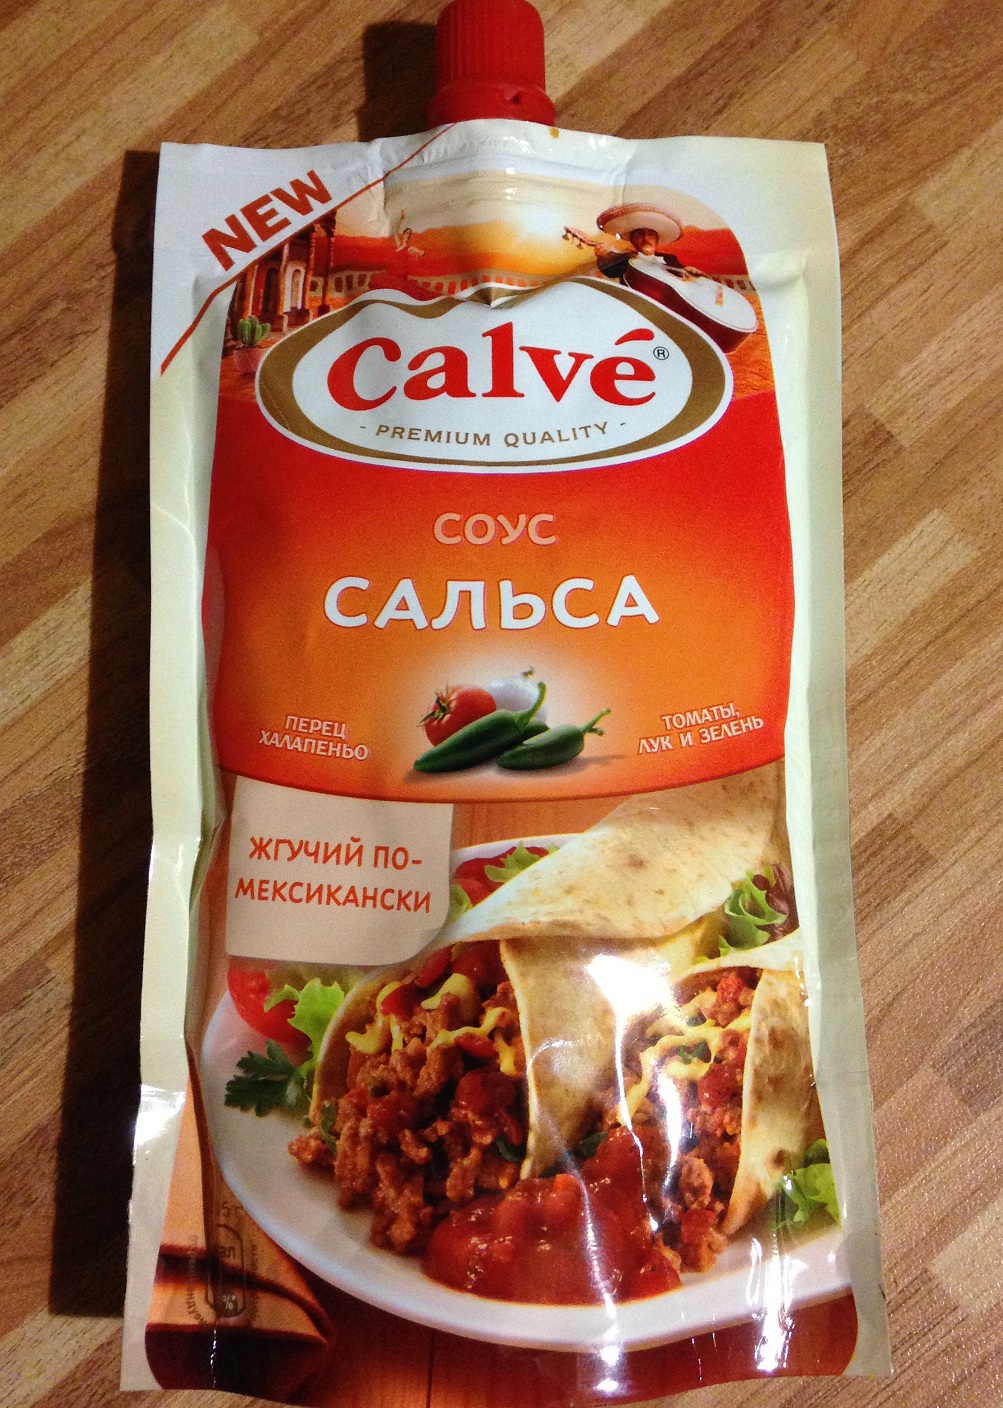 NEW
Calvé®
- PREMIUM QUALITY -
СОУС
САЛЬСА
ПЕРЕЦ
ХАЛАПЕНЬО
ТОМАТЫ,
ЛУК И ЗЕЛЕНЬ
ЖГУЧИЙ ПО-
МЕКСИКАНСКИ